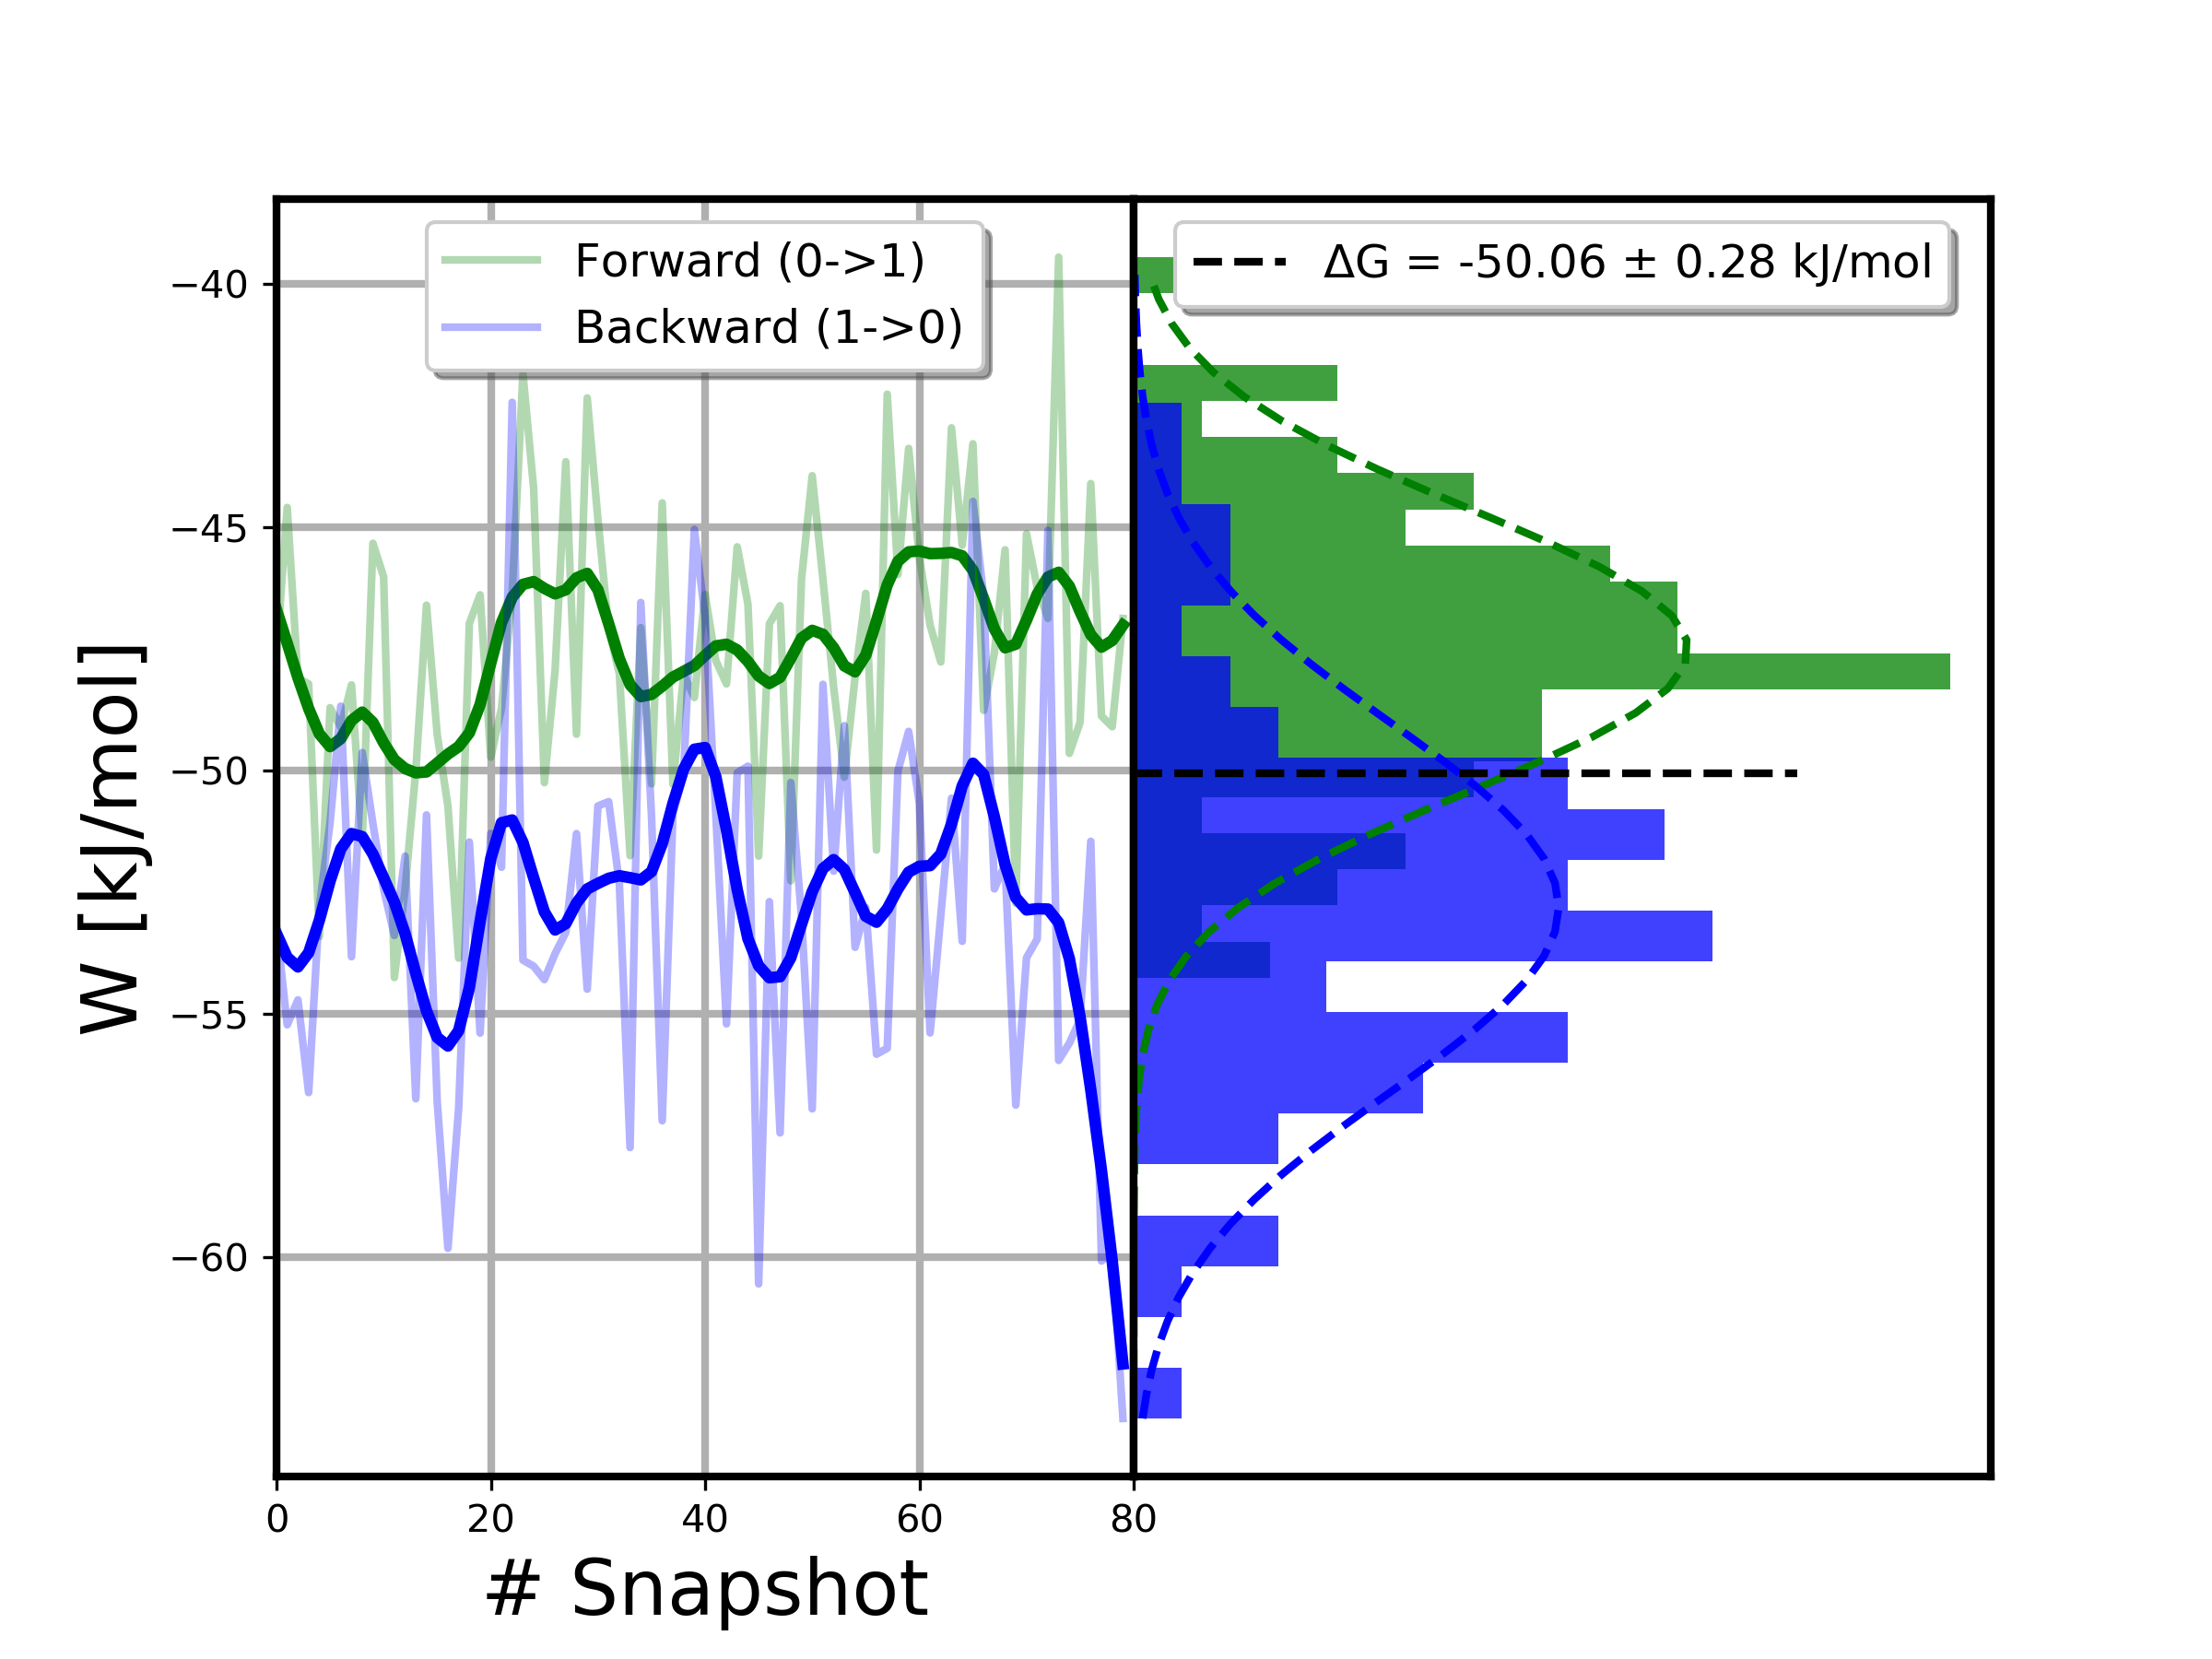 Forward (0->1)
Backward (1->0)
ΔG = -50.06 ± 0.28 kJ/mol
W [kJ/mol]
−40
−45
−50
−55
−60
0 20 40 60 80
# Snapshot